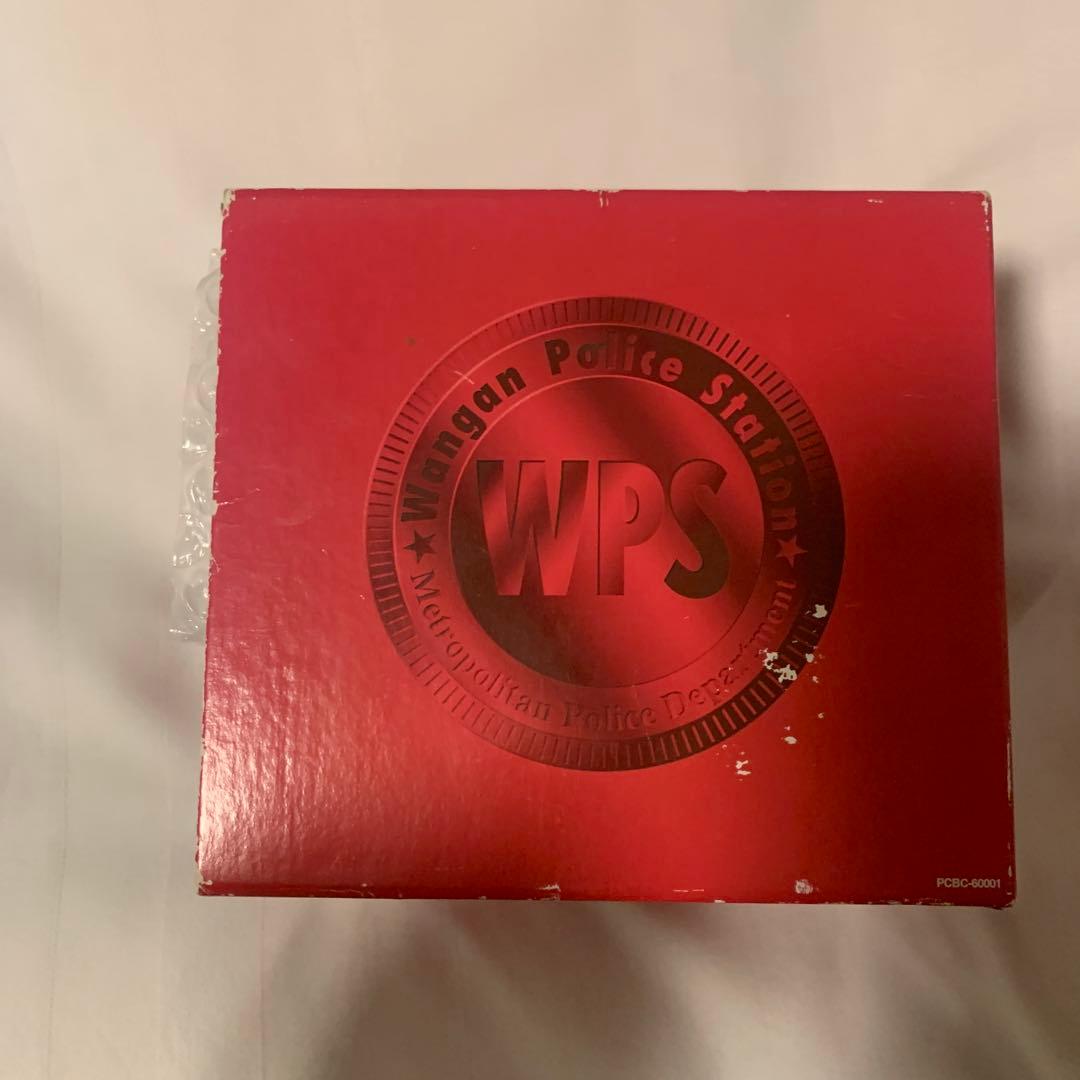 ★Wangan Police Station★
WPS
Metropolitan Police Department
PCBC-60001